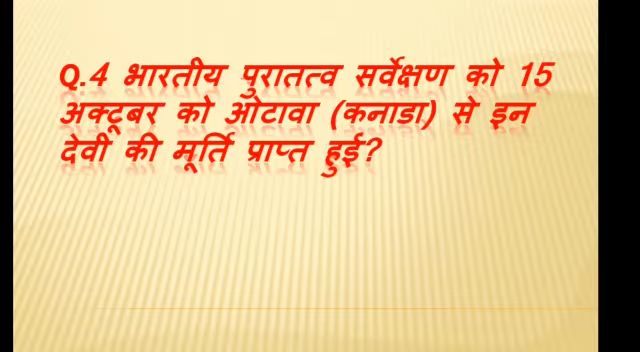 Q.4 भारतीय पुरातत्व सर्वेक्षण को 15
अक्टूबर को ओटावा (कनाडा) से इन
देवी की मूर्ति प्राप्त हुई?